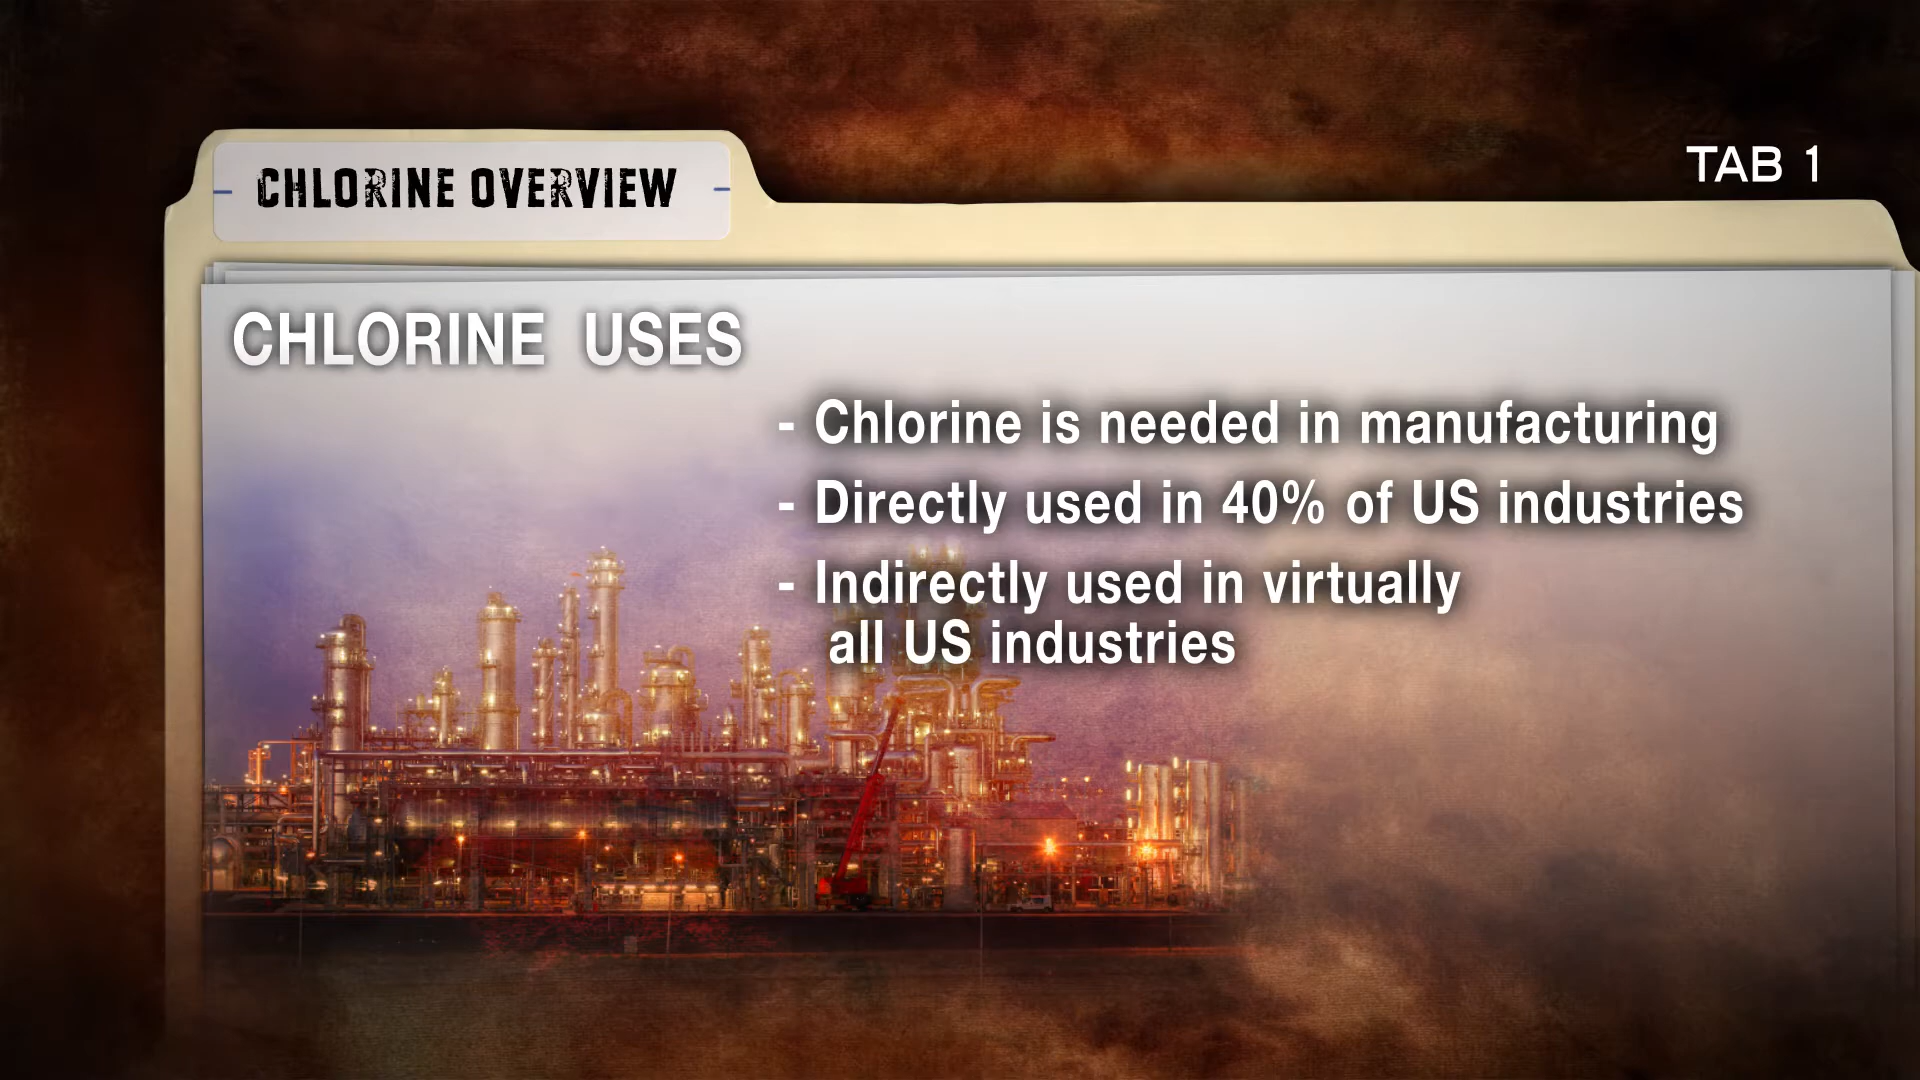 CHLORINE OVERVIEW
TAB 1
CHLORINE USES
- Chlorine is needed in manufacturing
- Directly used in 40% of US industries
- Indirectly used in virtually
all US industries